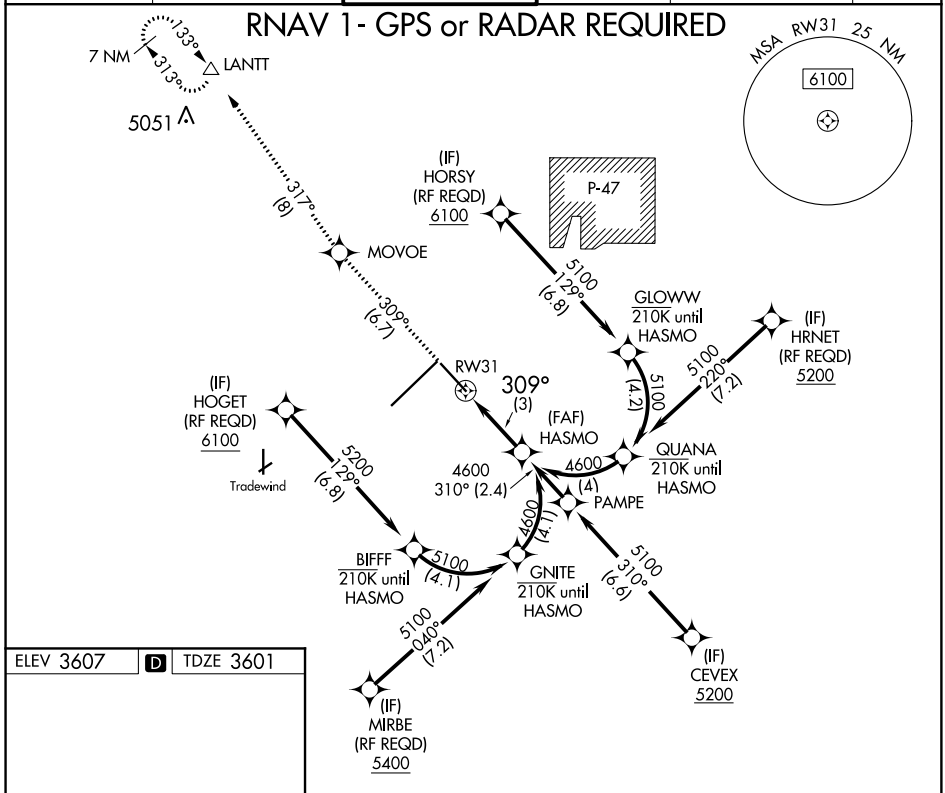 RNAV 1- GPS or RADAR REQUIRED
MSA RW31 25 NM
6100
7 NM
133°
313°
LANTT
5051
317°
(8)
MOVOE
309°
(6.7)
(IF)
HORSY
(RF REQD)
6100
P-47
5100
129°
(6.8)
GLOWW
210K until
HASMO
5100
(4.2)
(IF)
HRNET
(RF REQD)
5200
5100
220°
(7.2)
RW31
309°
(3)
(FAF)
HASMO
(IF)
HOGET
(RF REQD)
6100
Tradewind
5200
129°
(6.8)
4600
310° (2.4)
4600
(4)
QUANA
210K until
HASMO
PAMPE
4600
(4.1)
BIFFF
210K until
HASMO
5100
(4.1)
GNITE
210K until
HASMO
5100
310°
(6.6)
5100
040°
(7.2)
(IF)
CEVEX
5200
(IF)
MIRBE
(RF REQD)
5400
ELEV 3607 D TDZE 3601